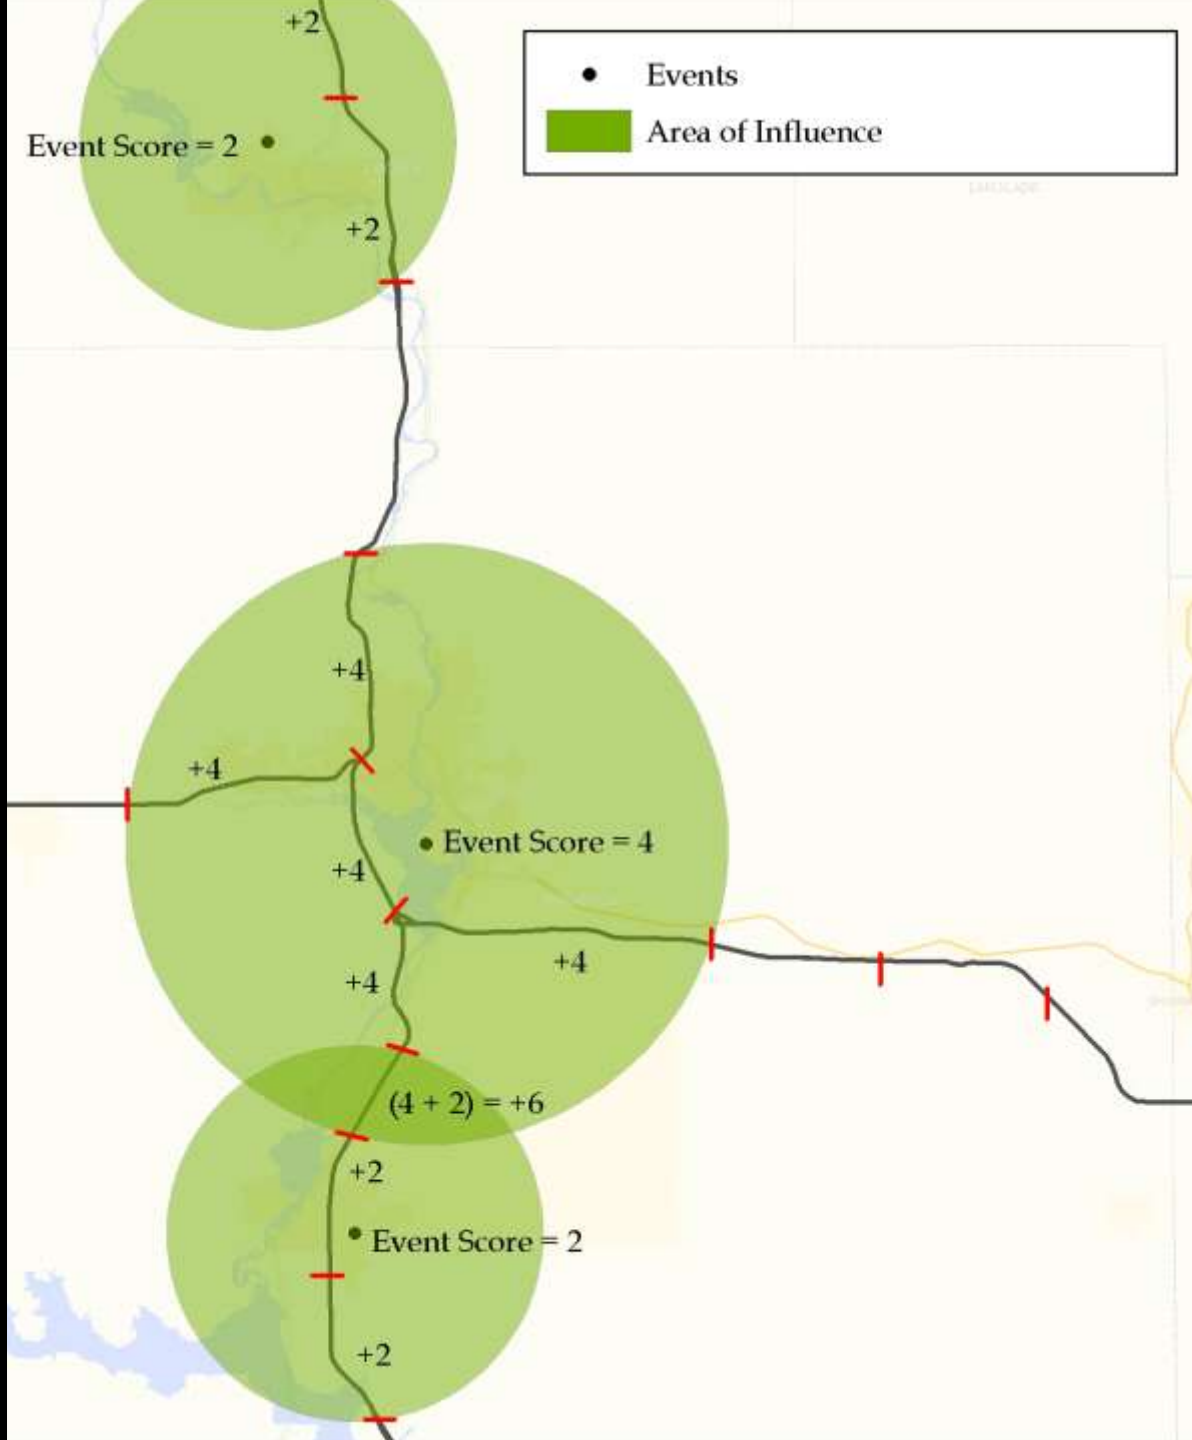 +2
Events
Area of Influence
Event Score = 2
+2
+4
+4
Event Score = 4
+4
+4
+4
(4 + 2) = +6
+2
Event Score = 2
+2